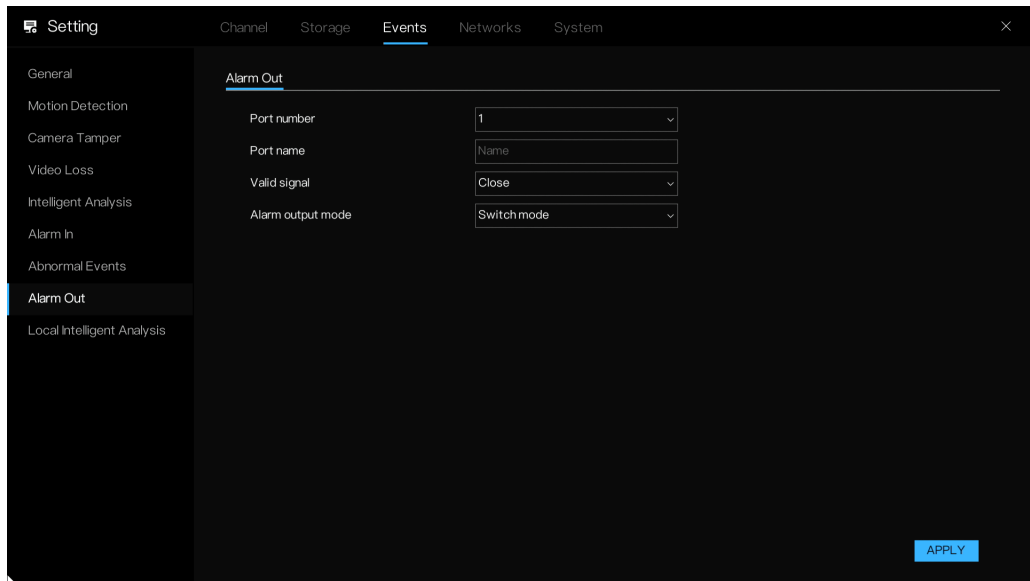 Setting
Channel Storage Events Networks System
General
Motion Detection
Camera Tamper
Video Loss
Intelligent Analysis
Alarm In
Abnormal Events
Alarm Out
Local Intelligent Analysis
Alarm Out
Port number 1
Port name Name
Valid signal Close
Alarm output mode Switch mode
APPLY